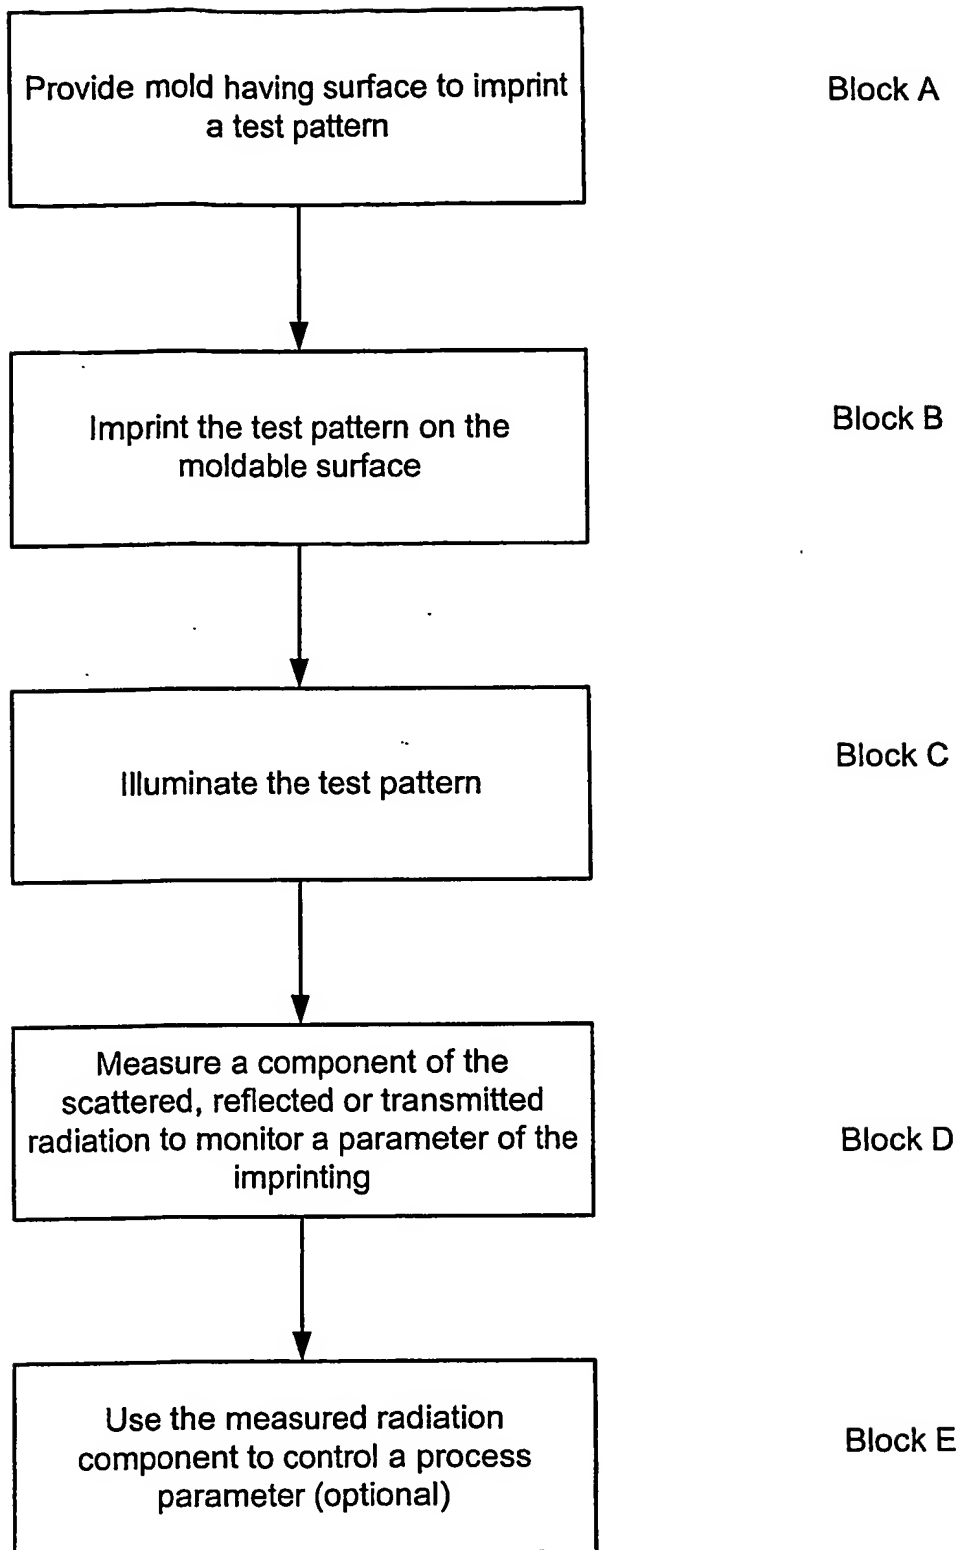 Provide mold having surface to imprint
a test pattern
Block A
Imprint the test pattern on the
moldable surface
Block B
Illuminate the test pattern
Block C
Measure a component of the
scattered, reflected or transmitted
radiation to monitor a parameter of the
imprinting
Block D
Use the measured radiation
component to control a process
parameter (optional)
Block E